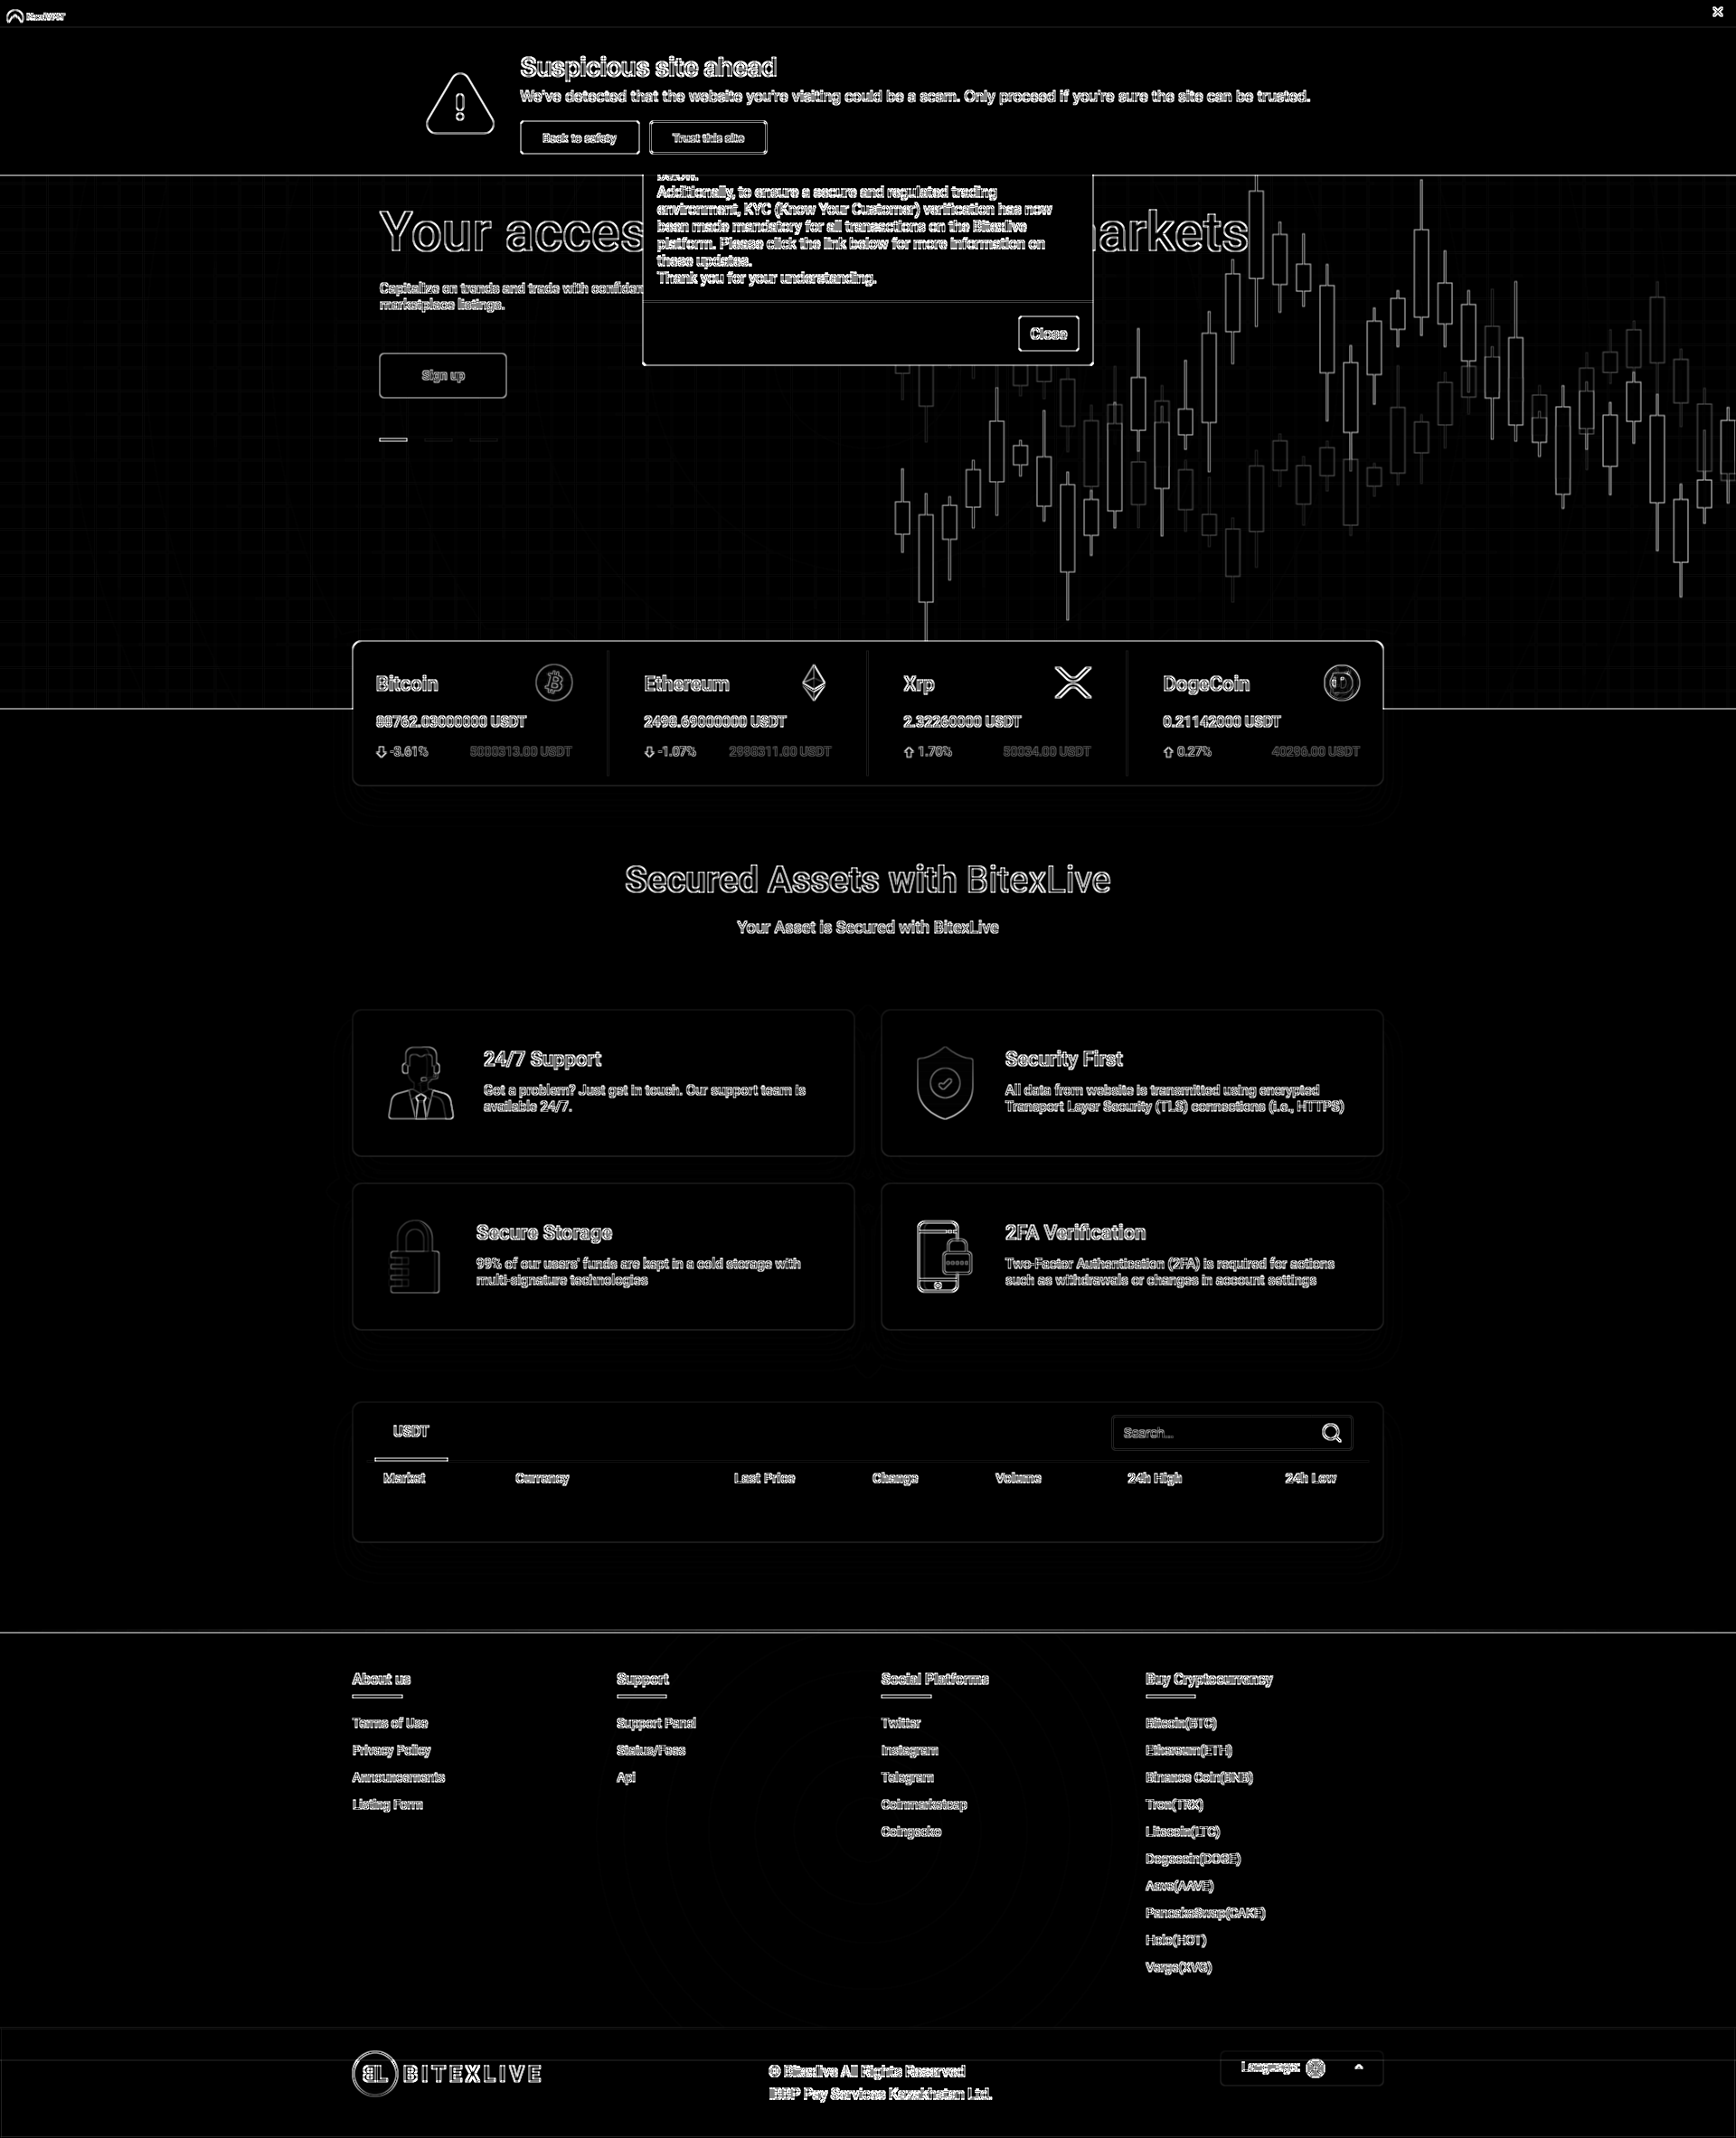 NordVPN
Suspicious site ahead
We've detected that the website you're visiting could be a scam. Only proceed if you're sure the site can be trusted.
Back to safety
Trust this site
below.
Additionally, to ensure a secure and regulated trading
environment, KYC (Know Your Customer) verification has now
been made mandatory for all transactions on the Bitexlive
platform. Please click the link below for more information on
these updates.
Thank you for your understanding.
Close
Your acces
arkets
Capitalize on trends and trade with confiden
marketplace listings.
Sign up
Bitcoin
88762.03000000 USDT
-3.61%
5000313.00 USDT
Ethereum
2498.69000000 USDT
-1.07%
2998311.00 USDT
Xrp
2.32260000 USDT
1.70%
50034.00 USDT
DogeCoin
0.21142000 USDT
0.27%
40296.00 USDT
Secured Assets with BitexLive
Your Asset is Secured with BitexLive
24/7 Support
Got a problem? Just get in touch. Our support team is
available 24/7.
Security First
All data from website is transmitted using encrypted
Transport Layer Security (TLS) connections (i.e., HTTPS)
Secure Storage
99% of our users' funds are kept in a cold storage with
multi-signature technologies
2FA Verification
Two-Factor Authentication (2FA) is required for actions
such as withdrawals or changes in account settings
USDT
Search...
Market
Currency
Last Price
Change
Volume
24h High
24h Low
About us
Terms of Use
Privacy Policy
Announcements
Listing Form
Support
Support Panel
Status/Fees
Api
Social Platforms
Twitter
Instagram
Telegram
Coinmarketcap
Coingecko
Buy Cryptocurrency
Bitcoin(BTC)
Ethereum(ETH)
Binance Coin(BNB)
Tron(TRX)
Litecoin(LTC)
Dogecoin(DOGE)
Aave(AAVE)
PancakeSwap(CAKE)
Holo(HOT)
Verge(XVG)
BL BITEXLIVE
© Bitexlive All Rights Reserved
Pay Services Kazakhstan Ltd.
Language: